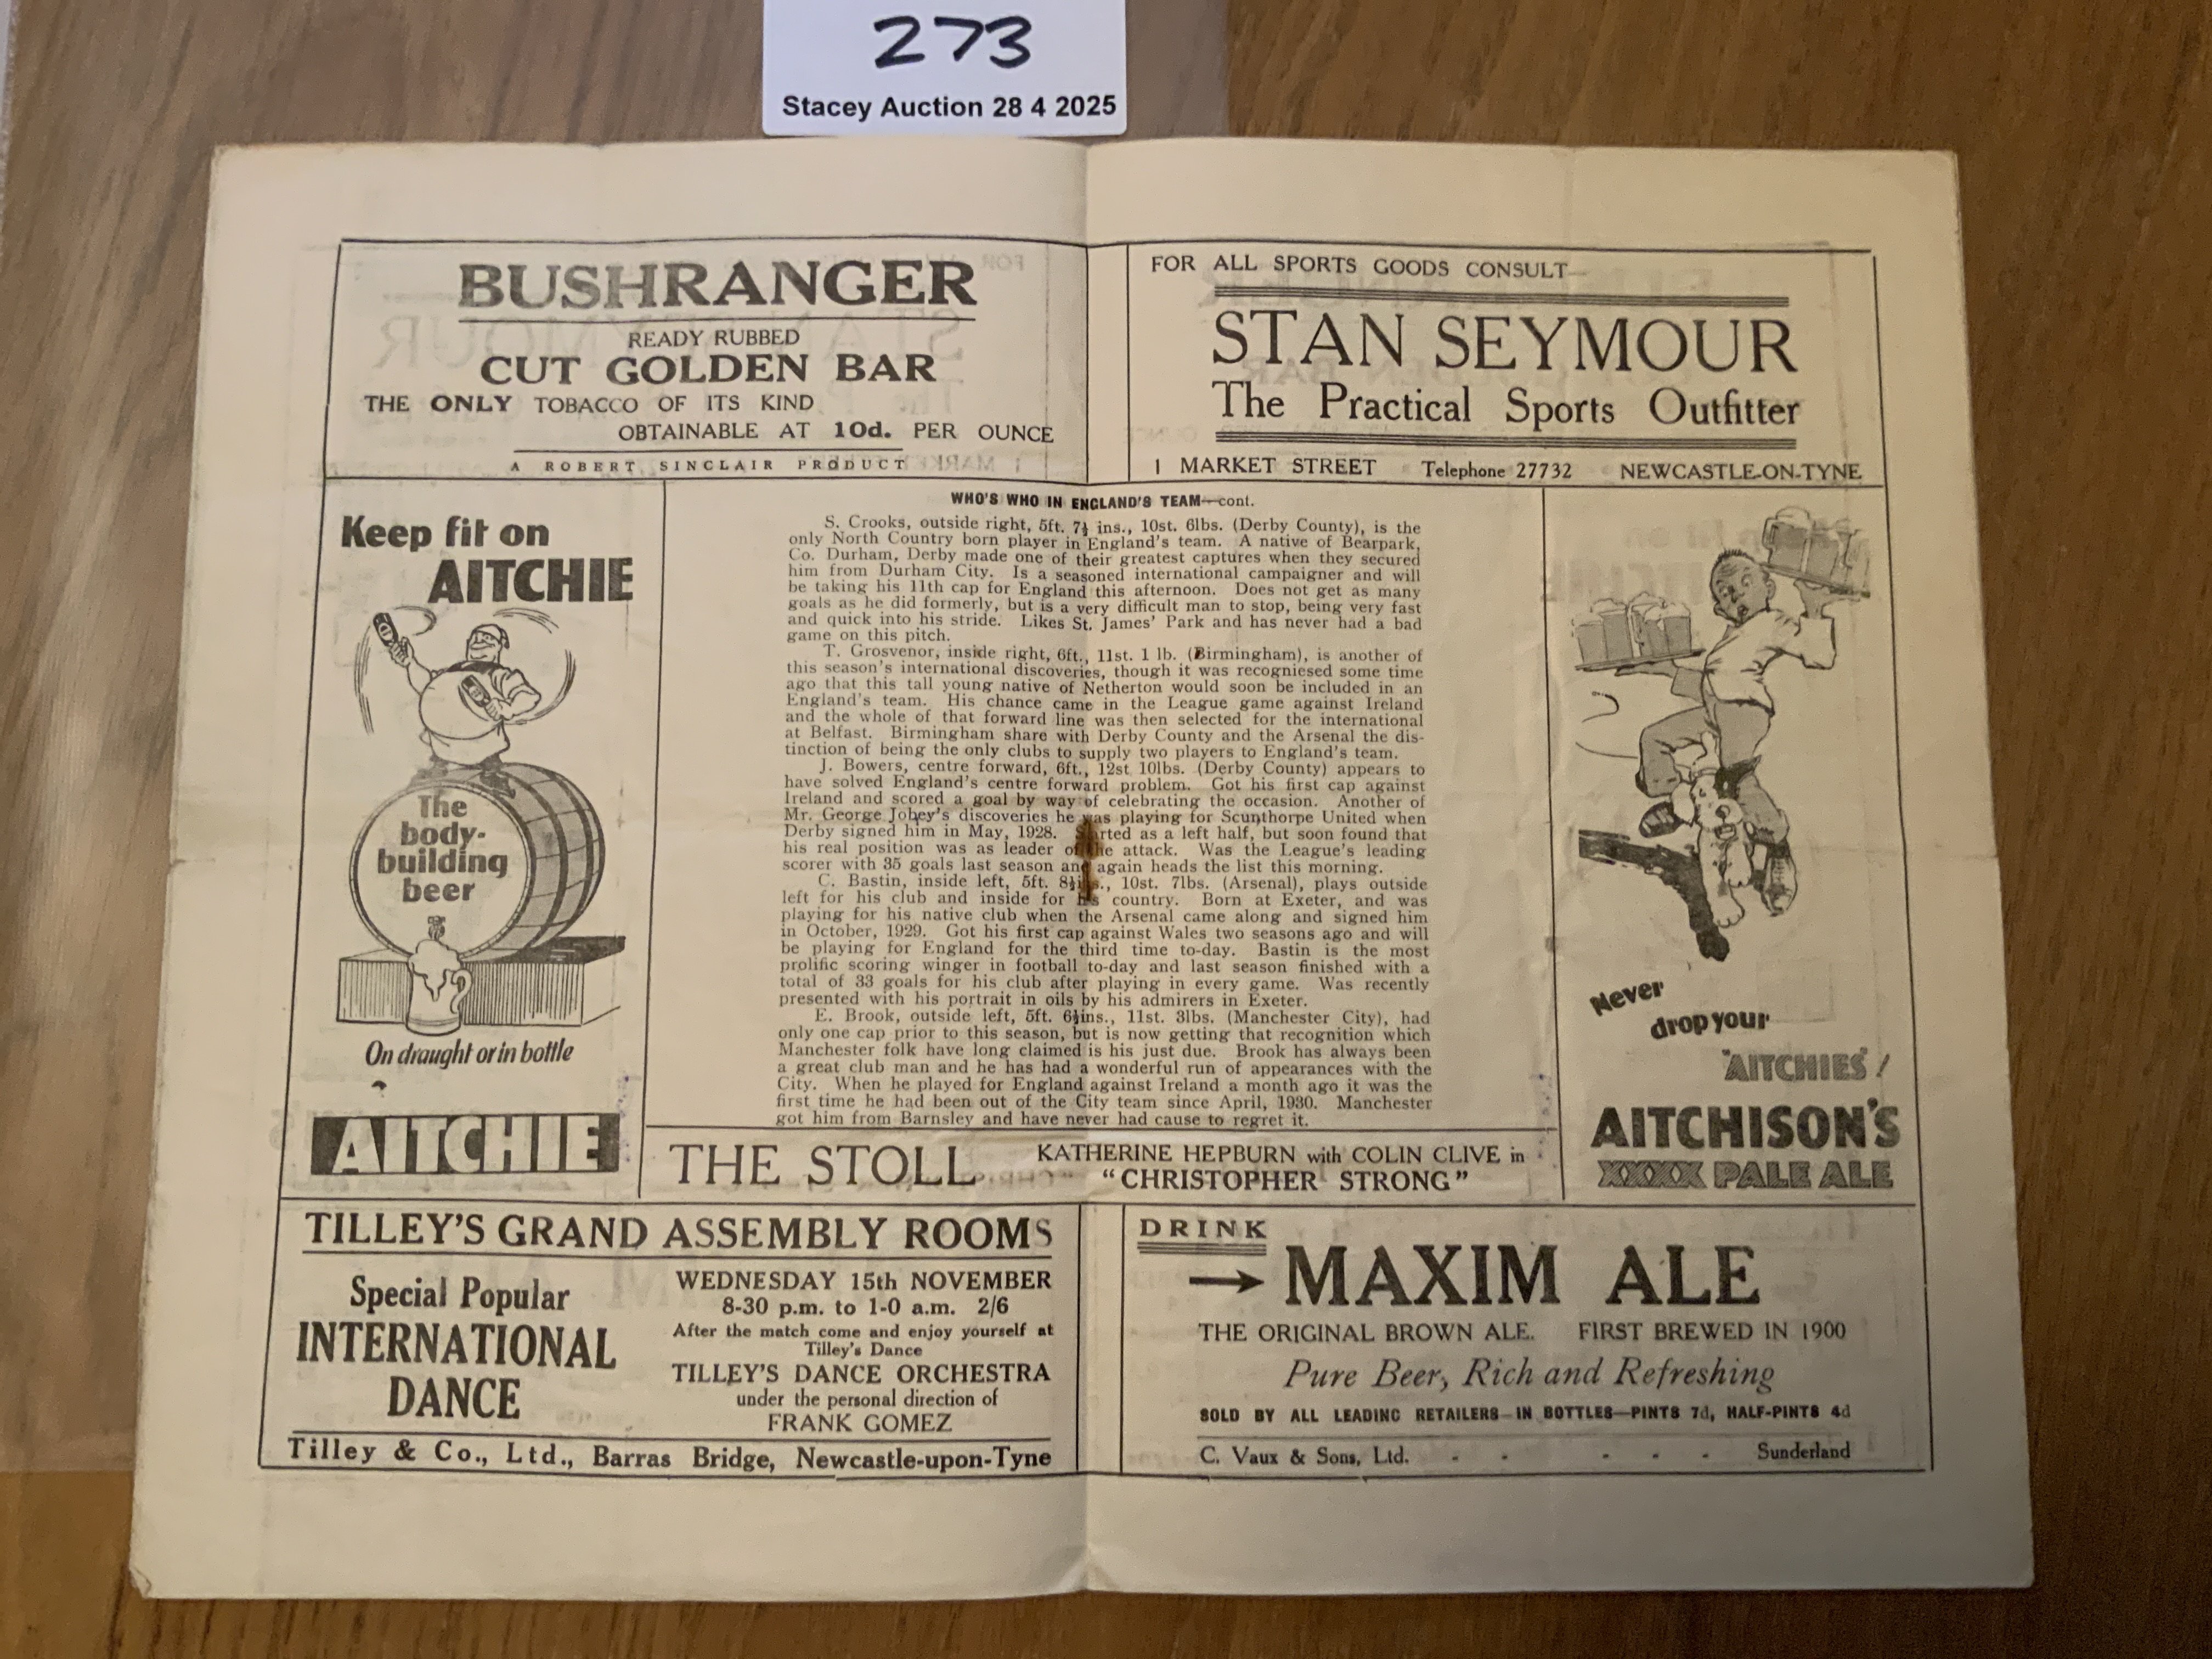 273
Stacey Auction 28 4 2025
BUSHRANGER
READY RUBBED
CUT GOLDEN BAR
THE ONLY TOBACCO OF ITS KIND
OBTAINABLE AT 10d. PER OUNCE
A ROBERT SINCLAIR PRODUCT
FOR ALL SPORTS GOODS CONSULT
STAN SEYMOUR
The Practical Sports Outfitter
1 MARKET STREET Telephone 27732 NEWCASTLE-ON-TYNE
Keep fit on
AITCHIE
The
body-
building
beer
On draught or in bottle
AITCHIE
WHO'S WHO IN ENGLAND'S TEAM—cont.
S. Crooks, outside right, 5ft. 7½ ins., 10st. 6lbs. (Derby County), is the
only North Country born player in England's team. A native of Bearpark,
Co. Durham, Derby made one of their greatest captures when they secured
him from Durham City. Is a seasoned international campaigner and will
be taking his 11th cap for England this afternoon. Does not get as many
goals as he did formerly, but is a very difficult man to stop, being very fast
and quick into his stride. Likes St. James' Park and has never had a bad
game on this pitch.
T. Grosvenor, inside right, 6ft., 11st. 1 lb. (Birmingham), is another of
this season's international discoveries, though it was recogniesed some time
ago that this tall young native of Netherton would soon be included in an
England's team. His chance came in the League game against Ireland
and the whole of that forward line was then selected for the international
at Belfast. Birmingham share with Derby County and the Arsenal the dis-
tinction of being the only clubs to supply two players to England's team.
J. Bowers, centre forward, 6ft., 12st. 10lbs. (Derby County) appears to
have solved England's centre forward problem. Got his first cap against
Ireland and scored a goal by way of celebrating the occasion. Another of
Mr. George Jobey's discoveries he was playing for Scunthorpe United when
Derby signed him in May, 1928. Started as a left half, but soon found that
his real position was as leader of the attack. Was the League's leading
scorer with 35 goals last season and again heads the list this morning.
C. Bastin, inside left, 5ft. 8½ins., 10st. 7lbs. (Arsenal), plays outside
left for his club and inside for his country. Born at Exeter, and was
playing for his native club when the Arsenal came along and signed him
in October, 1929. Got his first cap against Wales two seasons ago and will
be playing for England for the third time to-day. Bastin is the most
prolific scoring winger in football to-day and last season finished with a
total of 33 goals for his club after playing in every game. Was recently
presented with his portrait in oils by his admirers in Exeter.
E. Brook, outside left, 5ft. 6½ins., 11st. 3lbs. (Manchester City), had
only one cap prior to this season, but is now getting that recognition which
Manchester folk have long claimed is his just due. Brook has always been
a great club man and he has had a wonderful run of appearances with the
City. When he played for England against Ireland a month ago it was the
first time he had been out of the City team since April, 1930. Manchester
got him from Barnsley and have never had cause to regret it.
Never
drop your
"AITCHIES"!
AITCHISON'S
XXXX PALE ALE
THE STOLL
KATHERINE HEPBURN with COLIN CLIVE in
"CHRISTOPHER STRONG"
TILLEY'S GRAND ASSEMBLY ROOMS
Special Popular
INTERNATIONAL
DANCE
WEDNESDAY 15th NOVEMBER
8-30 p.m. to 1-0 a.m. 2/6
After the match come and enjoy yourself at
Tilley's Dance
TILLEY'S DANCE ORCHESTRA
under the personal direction of
FRANK GOMEZ
Tilley & Co., Ltd., Barras Bridge, Newcastle-upon-Tyne
DRINK
MAXIM ALE
THE ORIGINAL BROWN ALE. FIRST BREWED IN 1900
Pure Beer, Rich and Refreshing
SOLD BY ALL LEADING RETAILERS—IN BOTTLES—PINTS 7d, HALF-PINTS 4d
C. Vaux & Sons, Ltd. - - - - - Sunderland